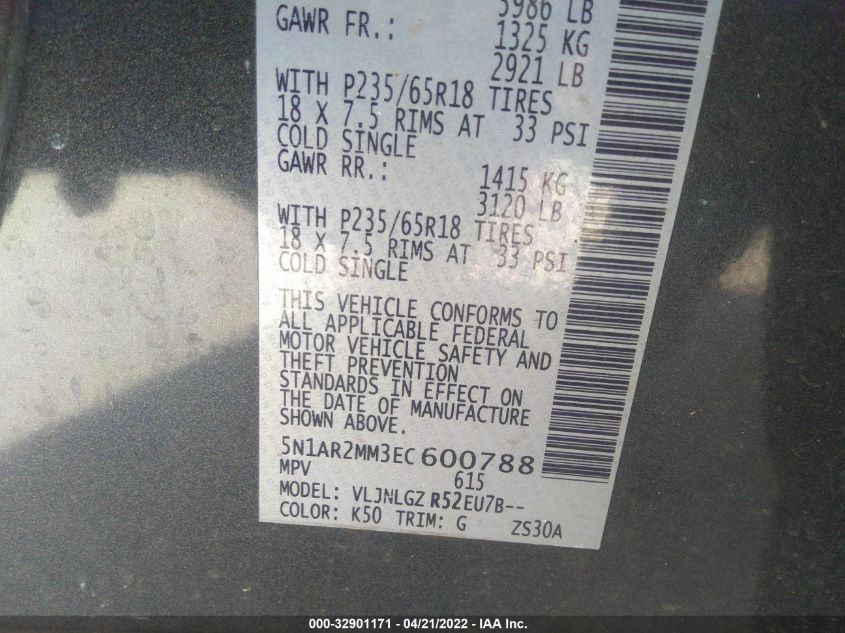 5986 LB
GAWR FR.: 1325 KG
2921 LB
WITH P235/65R18 TIRES
18 X 7.5 RIMS AT 33 PSI
COLD SINGLE
GAWR RR.: 1415 KG
3120 LB
WITH P235/65R18 TIRES
18 X 7.5 RIMS AT 33 PSI
COLD SINGLE
THIS VEHICLE CONFORMS TO
ALL APPLICABLE FEDERAL
MOTOR VEHICLE SAFETY AND
THEFT PREVENTION
STANDARDS IN EFFECT ON
THE DATE OF MANUFACTURE
SHOWN ABOVE.
5N1AR2MM3EC600788
MPV 615
MODEL: VLJNLGZ R52EU7B--
COLOR: K50 TRIM: G ZS30A
000-32901171 - 04/21/2022 - IAA Inc.